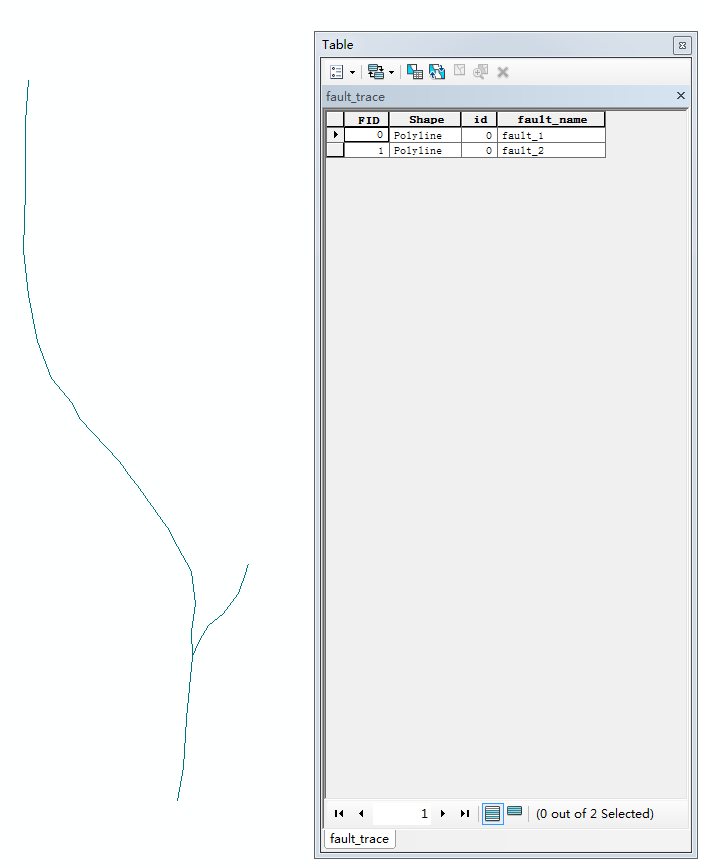 Table
fault_trace
FID Shape id fault_name
0 Polyline 0 fault_1
1 Polyline 0 fault_2
1 (0 out of 2 Selected)
fault_trace